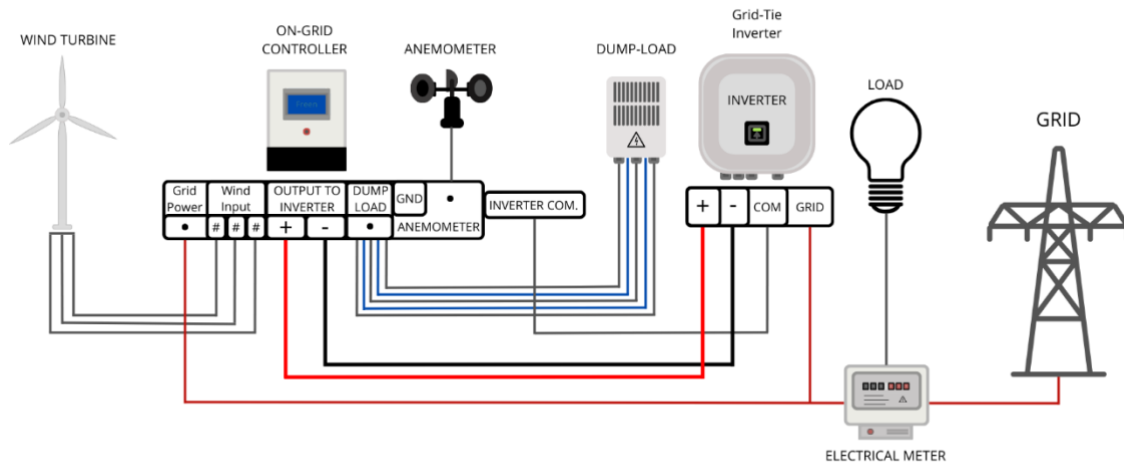 WIND TURBINE
ON-GRID
CONTROLLER
ANEMOMETER
DUMP-LOAD
Grid-Tie
Inverter
INVERTER
LOAD
GRID
Grid
Power
Wind
Input
# # #
OUTPUT TO
INVERTER
+ -
DUMP
LOAD
GND
ANEMOMETER
INVERTER COM.
+ - COM GRID
ELECTRICAL METER